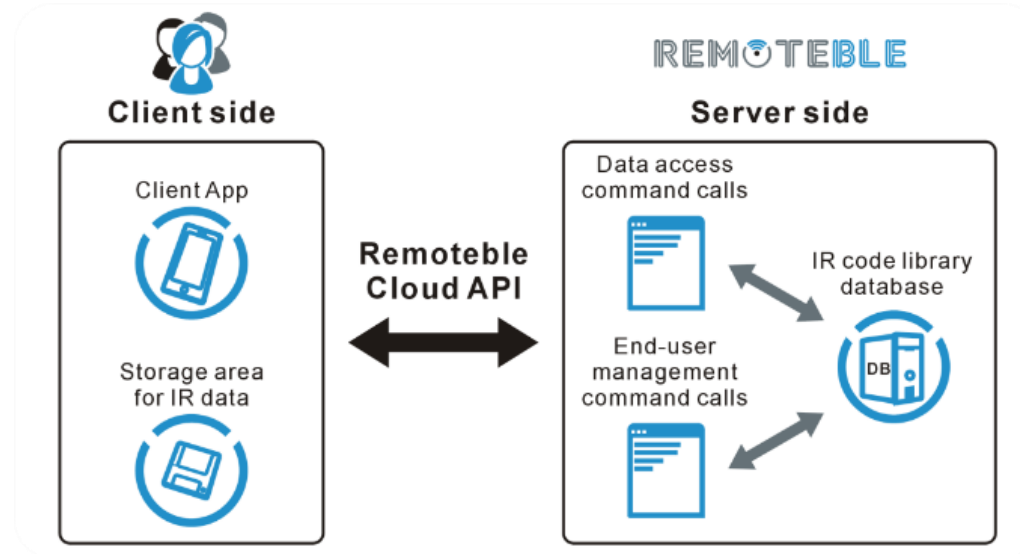 REMOTEBLE
Client side
Server side
Client App
Storage area
for IR data
Remoteble
Cloud API
Data access
command calls
End-user
management
command calls
IR code library
database
DB